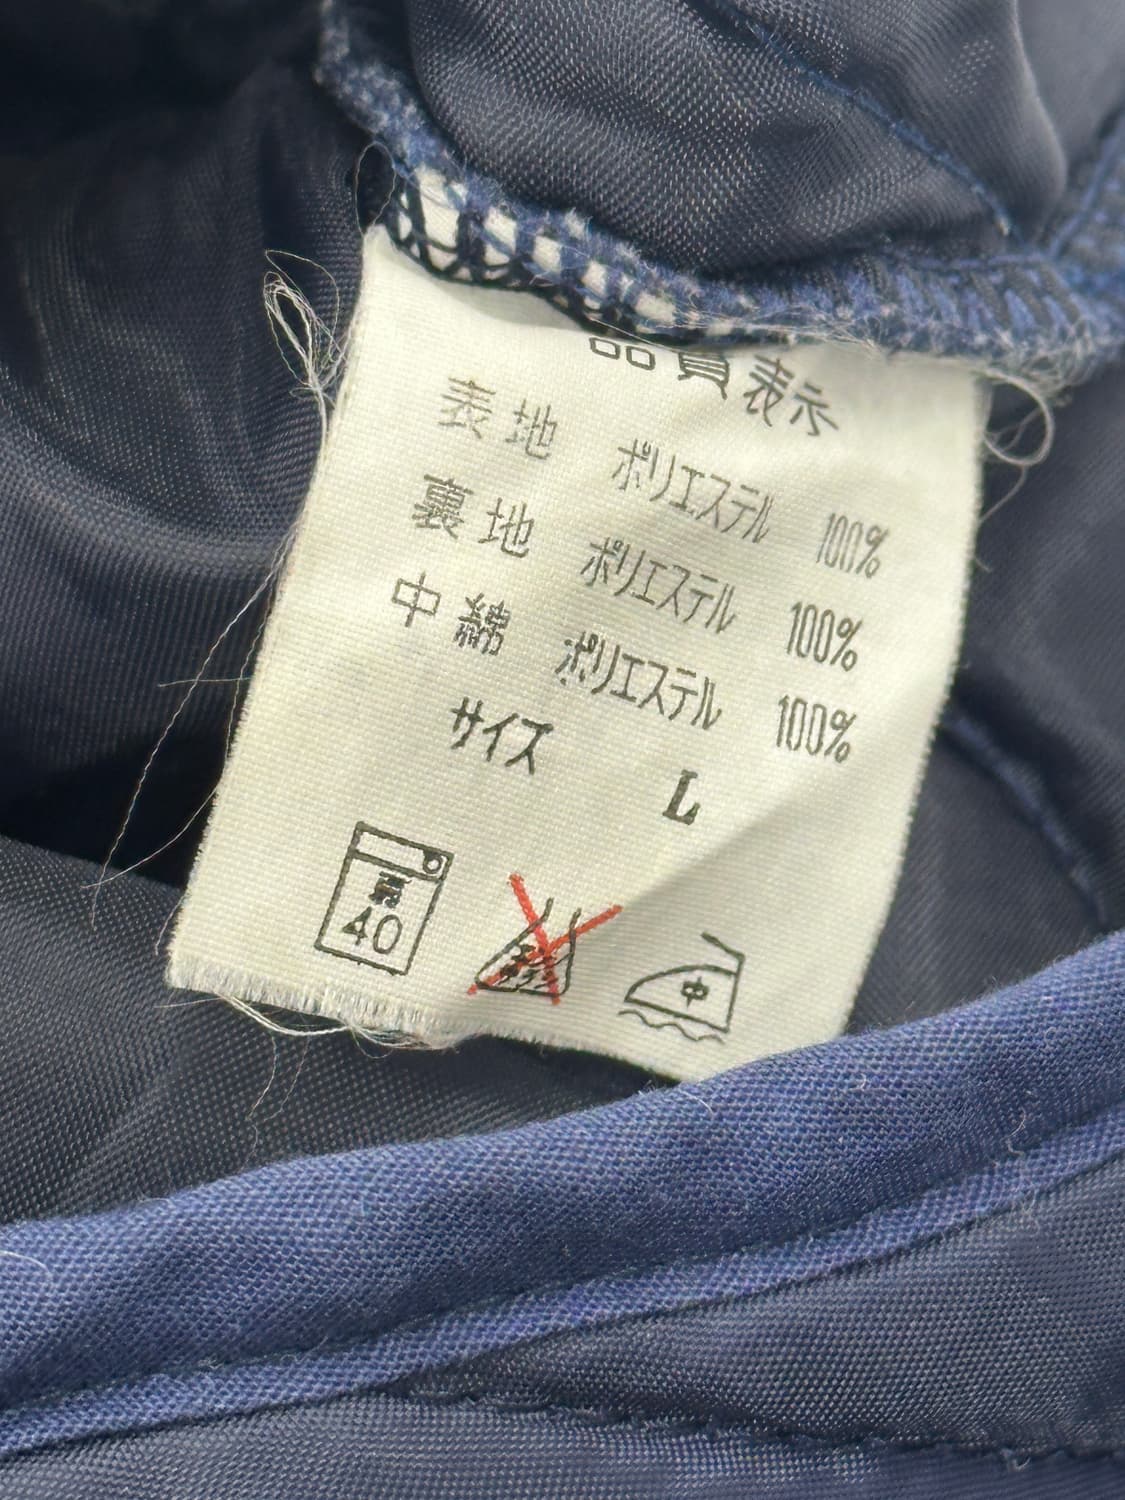 品質表示
表地 ポリエステル 100%
裏地 ポリエステル 100%
中綿 ポリエステル 100%
サイズ L
40 中